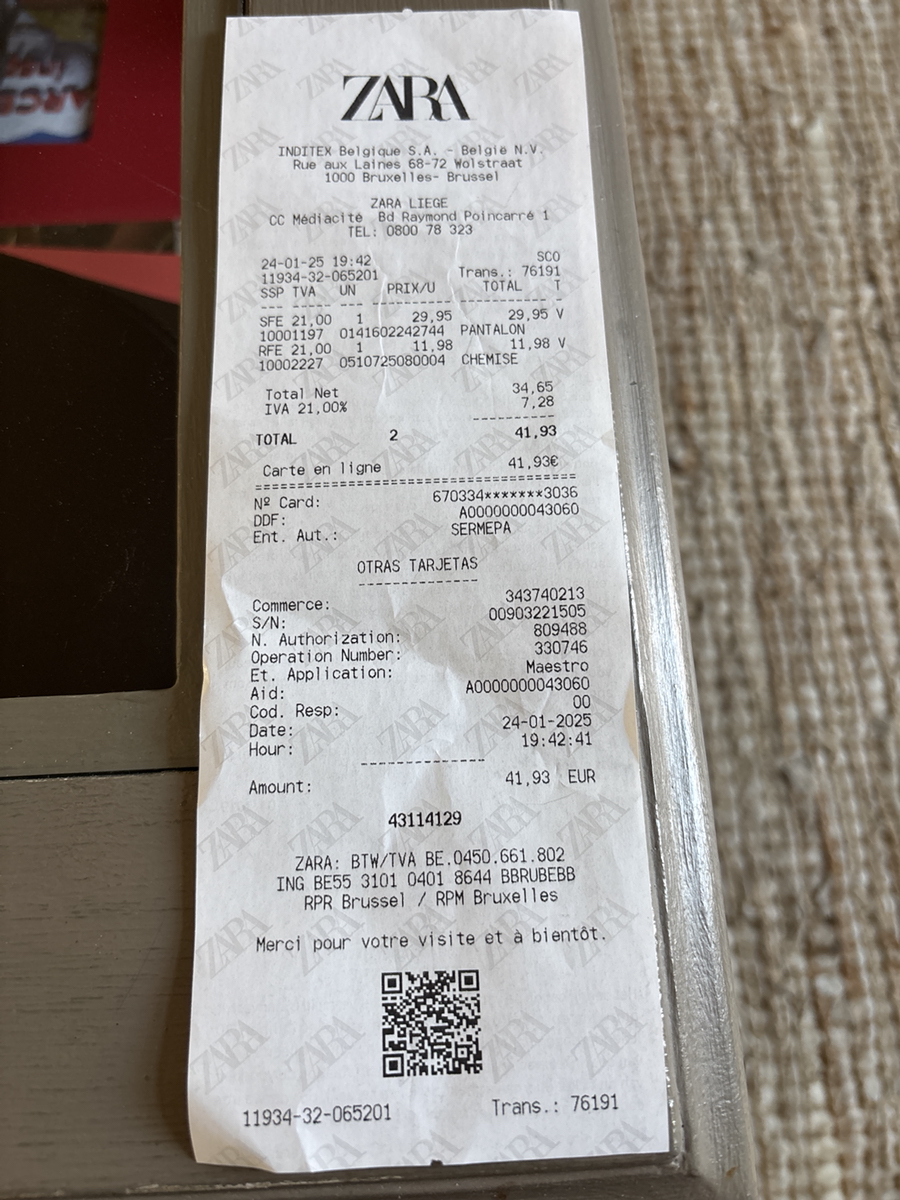 ZARA
INDITEX Belgique S.A. - België N.V.
Rue aux Laines 68-72 Wolstraat
1000 Bruxelles- Brussel
ZARA LIEGE
CC Médiacité Bd Raymond Poincarré 1
TEL: 0800 78 323
24-01-25 19:42 SCO
11934-32-065201 Trans.: 76191
SSP TVA UN PRIX/U TOTAL T
--- ----- --- ---------- ---------- -
SFE 21,00 1 29,95 29,95 V
10001197 0141602242744 PANTALON
RFE 21,00 1 11,98 11,98 V
10002227 0510725080004 CHEMISE
Total Net 34,65
IVA 21,00% 7,28
----------
TOTAL 2 41,93
Carte en ligne 41,93€
========================================
Nº Card: 670334*******3036
DDF: A0000000043060
Ent. Aut.: SERMEPA
OTRAS TARJETAS
--------------
Commerce: 343740213
S/N: 00903221505
N. Authorization: 809488
Operation Number: 330746
Et. Application: Maestro
Aid: A0000000043060
Cod. Resp: 00
Date: 24-01-2025
Hour: 19:42:41
--------------
Amount: 41,93 EUR
43114129
ZARA: BTW/TVA BE.0450.661.802
ING BE55 3101 0401 8644 BBRUBEBB
RPR Brussel / RPM Bruxelles
Merci pour votre visite et à bientôt.
11934-32-065201 Trans.: 76191